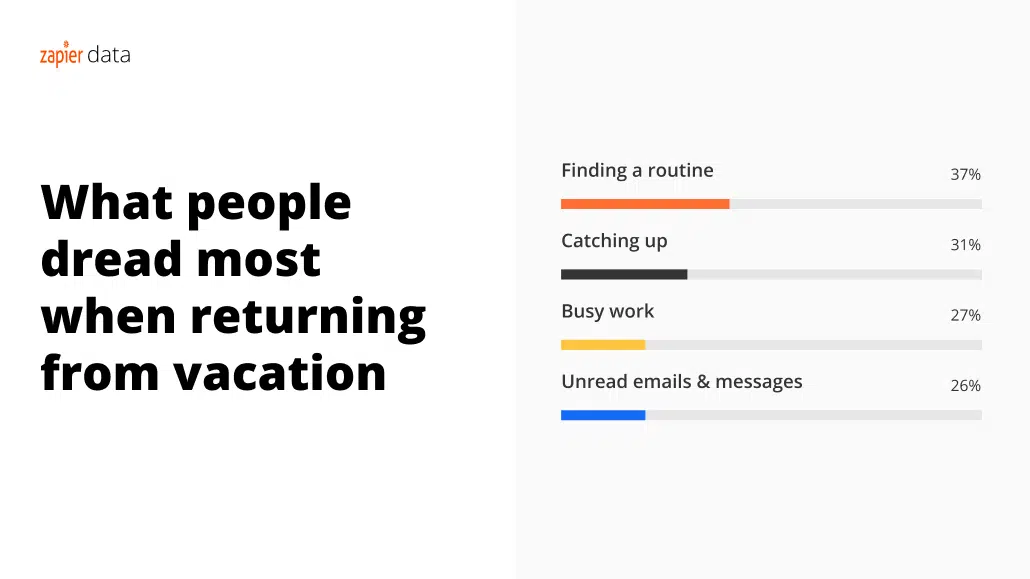 zapier data
What people
dread most
when returning
from vacation
Finding a routine 37%
Catching up 31%
Busy work 27%
Unread emails & messages 26%